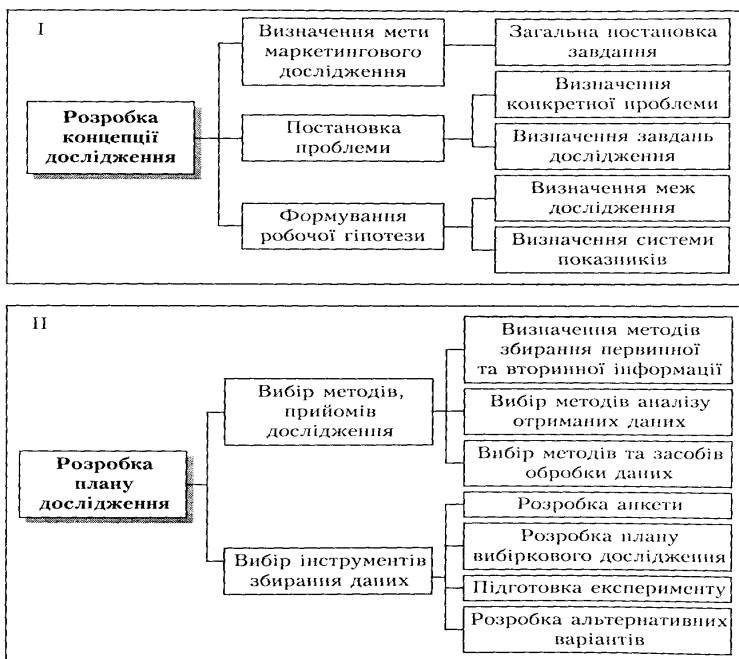 I
Розробка
концепції
дослідження
Визначення мети
маркетингового
дослідження
Загальна постановка
завдання
Постановка
проблеми
Визначення
конкретної проблеми
Визначення завдань
дослідження
Формування
робочої гіпотези
Визначення меж
дослідження
Визначення системи
показників
II
Розробка
плану
дослідження
Вибір методів,
прийомів
дослідження
Визначення методів
збирання первинної
та вторинної інформації
Вибір методів аналізу
отриманих даних
Вибір методів та засобів
обробки даних
Вибір інструментів
збирання даних
Розробка анкети
Розробка плану
вибіркового дослідження
Підготовка експерименту
Розробка альтернативних
варіантів